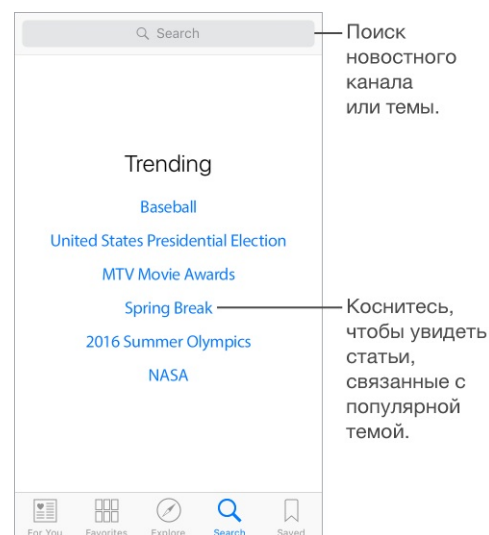 Search
Поиск
новостного
канала
или темы.
Trending
Baseball
United States Presidential Election
MTV Movie Awards
Spring Break
2016 Summer Olympics
NASA
Коснитесь,
чтобы увидеть
статьи,
связанные с
популярной
темой.
For You Favorites Explore Search Saved